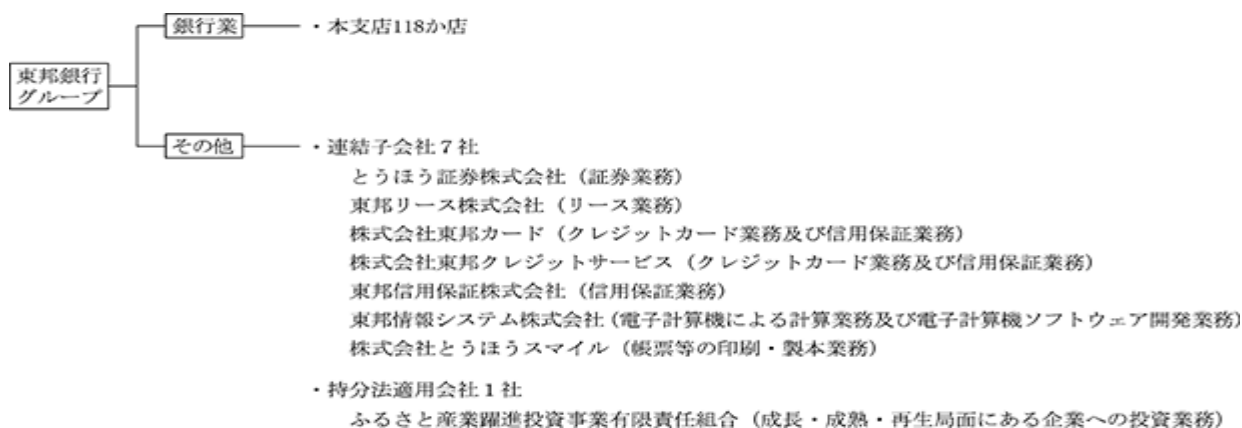 東邦銀行
グループ
銀行業
・本支店118か店
その他
・連結子会社7社
とうほう証券株式会社（証券業務）
東邦リース株式会社（リース業務）
株式会社東邦カード（クレジットカード業務及び信用保証業務）
株式会社東邦クレジットサービス（クレジットカード業務及び信用保証業務）
東邦信用保証株式会社（信用保証業務）
東邦情報システム株式会社（電子計算機による計算業務及び電子計算機ソフトウェア開発業務）
株式会社とうほうスマイル（帳票等の印刷・製本業務）
・持分法適用会社1社
ふるさと産業躍進投資事業有限責任組合（成長・成熟・再生局面にある企業への投資業務）